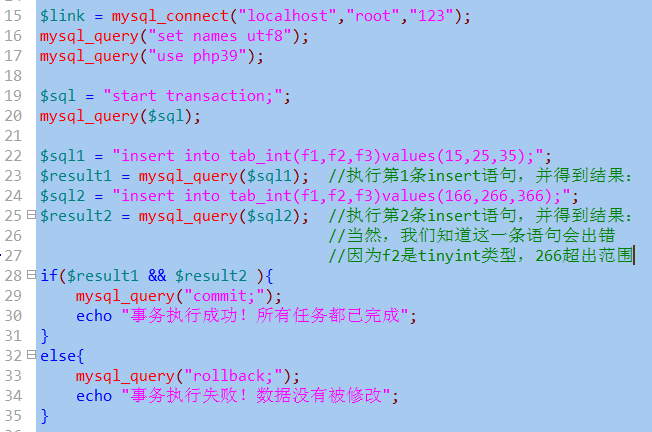 15 $link = mysql_connect("localhost","root","123");
16 mysql_query("set names utf8");
17 mysql_query("use php39");
18
19 $sql = "start transaction;";
20 mysql_query($sql);
21
22 $sql1 = "insert into tab_int(f1,f2,f3)values(15,25,35);";
23 $result1 = mysql_query($sql1);  //执行第1条insert语句，并得到结果：
24 $sql2 = "insert into tab_int(f1,f2,f3)values(166,266,366);";
25 $result2 = mysql_query($sql2);  //执行第2条insert语句，并得到结果：
26 //当然，我们知道这一条语句会出错
27 //因为f2是tinyint类型，266超出范围
28 if($result1 && $result2 ){
29     mysql_query("commit;");
30     echo "事务执行成功！所有任务都已完成";
31 }
32 else{
33     mysql_query("rollback;");
34     echo "事务执行失败！数据没有被修改";
35 }